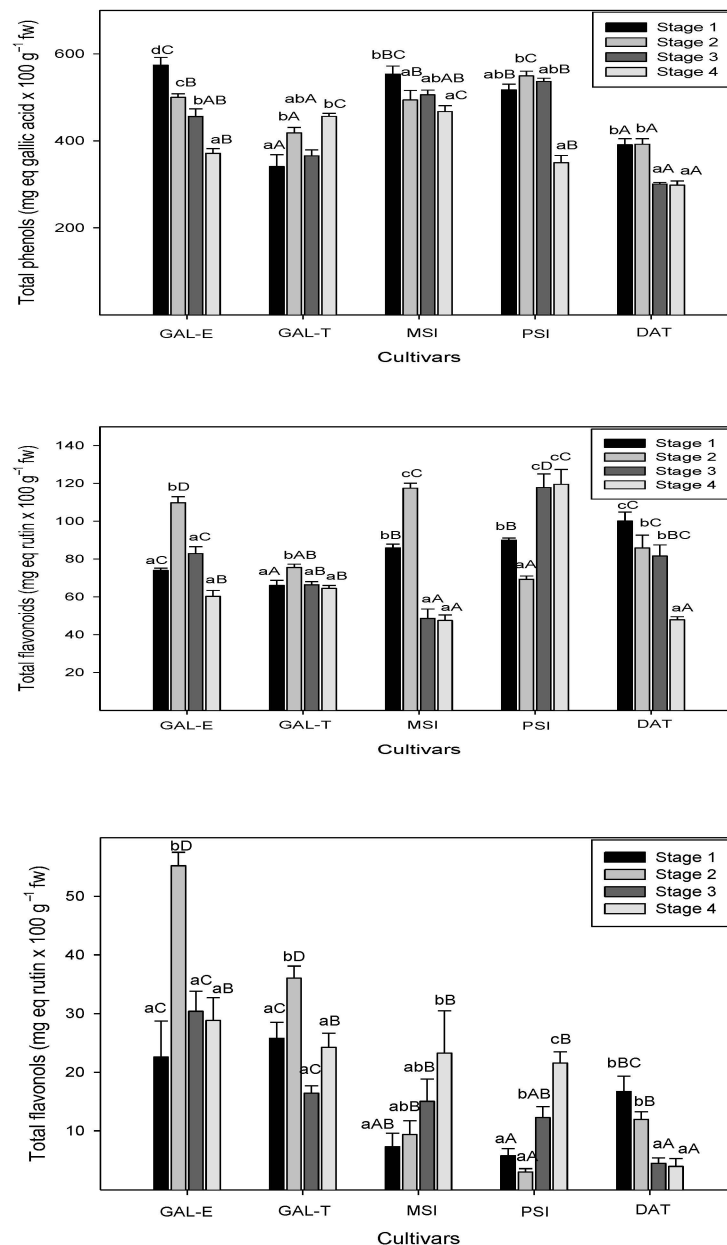 Total phenols (mg eq gallic acid x 100 g⁻¹ fw)
600
400
200
dC
cB
bAB
aB
aA
bA
abA
bC
bBC
aB
abAB
aC
abB
bC
abB
aB
bA
bA
aA
aA
Stage 1
Stage 2
Stage 3
Stage 4
GAL-E
GAL-T
MSI
PSI
DAT
Cultivars
Total flavonoids (mg eq rutin x 100 g⁻¹ fw)
140
120
100
80
60
40
20
aC
bD
aC
aB
aA
bAB
aB
aB
bB
cC
aA
aA
bB
aA
cD
cC
cC
bC
bBC
aA
Stage 1
Stage 2
Stage 3
Stage 4
GAL-E
GAL-T
MSI
PSI
DAT
Cultivars
Total flavonols (mg eq rutin x 100 g⁻¹ fw)
50
40
30
20
10
aC
bD
aC
aB
aC
bD
aC
aB
aAB
abB
abB
bB
aA
aA
bAB
cB
bBC
bB
aA
aA
Stage 1
Stage 2
Stage 3
Stage 4
GAL-E
GAL-T
MSI
PSI
DAT
Cultivars